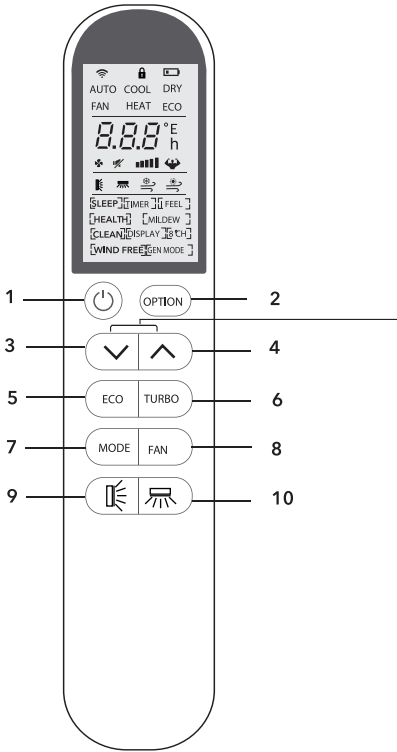 AUTO COOL DRY
FAN HEAT ECO
8.8.8 °E h
[SLEEP] [TIMER] [I FEEL]
[HEALTH] [MILDEW]
[CLEAN] [DISPLAY] [8°CH]
[WIND FREE] [GEN MODE]
1 OPTION 2
3 4
5 ECO TURBO 6
7 MODE FAN 8
9 10